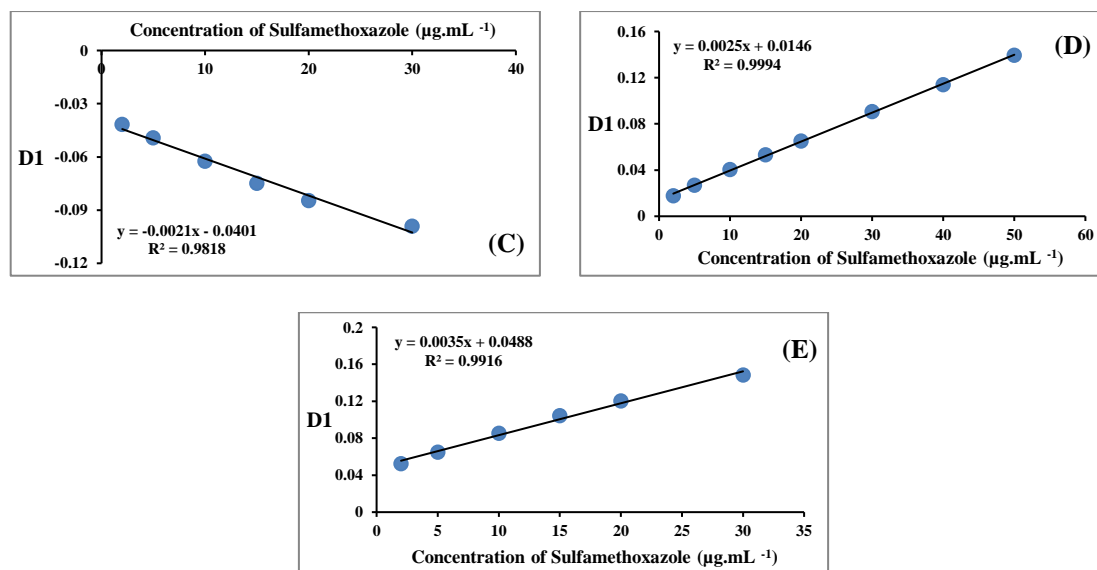 Concentration of Sulfamethoxazole (µg.mL -1)
0 10 20 30 40
0
-0.03
-0.06
-0.09
-0.12
D1
y = -0.0021x - 0.0401
R² = 0.9818
(C)
0.16
0.12
0.08
0.04
0
D1
y = 0.0025x + 0.0146
R² = 0.9994
(D)
0 10 20 30 40 50 60
Concentration of Sulfamethoxazole (µg.mL -1)
0.2
0.16
0.12
0.08
0.04
0
D1
y = 0.0035x + 0.0488
R² = 0.9916
(E)
0 5 10 15 20 25 30 35
Concentration of Sulfamethoxazole (µg.mL -1)